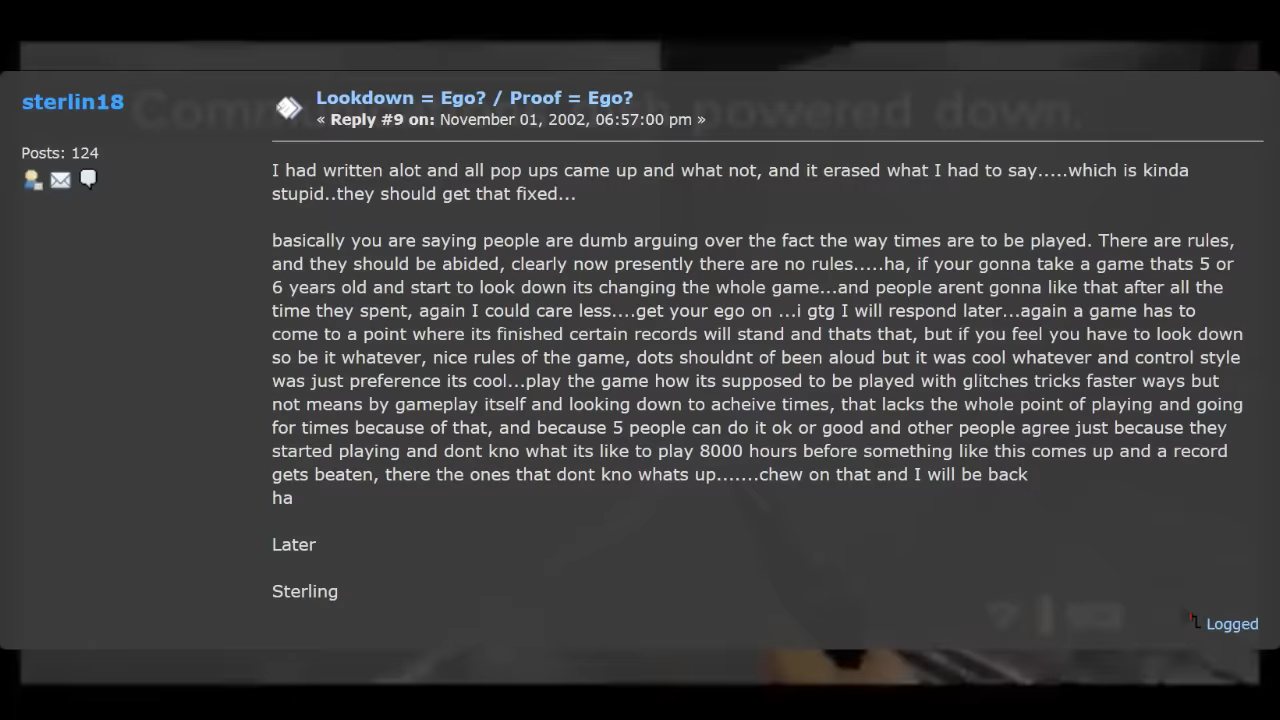 sterlin18
Lookdown = Ego? / Proof = Ego?
« Reply #9 on: November 01, 2002, 06:57:00 pm »
Posts: 124
I had written alot and all pop ups came up and what not, and it erased what I had to say.....which is kinda
stupid..they should get that fixed...
basically you are saying people are dumb arguing over the fact the way times are to be played. There are rules,
and they should be abided, clearly now presently there are no rules.....ha, if your gonna take a game thats 5 or
6 years old and start to look down its changing the whole game...and people arent gonna like that after all the
time they spent, again I could care less....get your ego on ...i gtg I will respond later...again a game has to
come to a point where its finished certain records will stand and thats that, but if you feel you have to look down
so be it whatever, nice rules of the game, dots shouldnt of been aloud but it was cool whatever and control style
was just preference its cool...play the game how its supposed to be played with glitches tricks faster ways but
not means by gameplay itself and looking down to acheive times, that lacks the whole point of playing and going
for times because of that, and because 5 people can do it ok or good and other people agree just because they
started playing and dont kno what its like to play 8000 hours before something like this comes up and a record
gets beaten, there the ones that dont kno whats up.......chew on that and I will be back
ha
Later
Sterling
Logged
powered down.